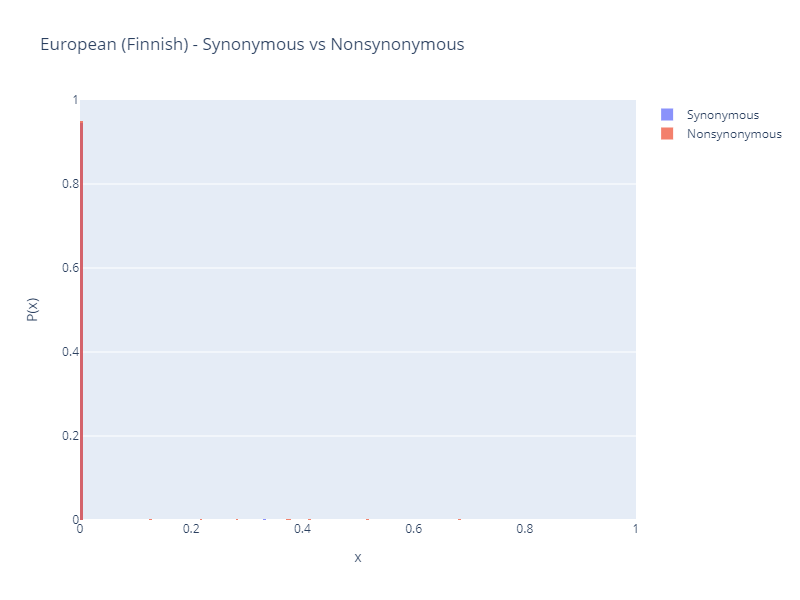 European (Finnish) - Synonymous vs Nonsynonymous
Synonymous
Nonsynonymous
P(x)
1
0.8
0.6
0.4
0.2
0
0 0.2 0.4 0.6 0.8 1
x